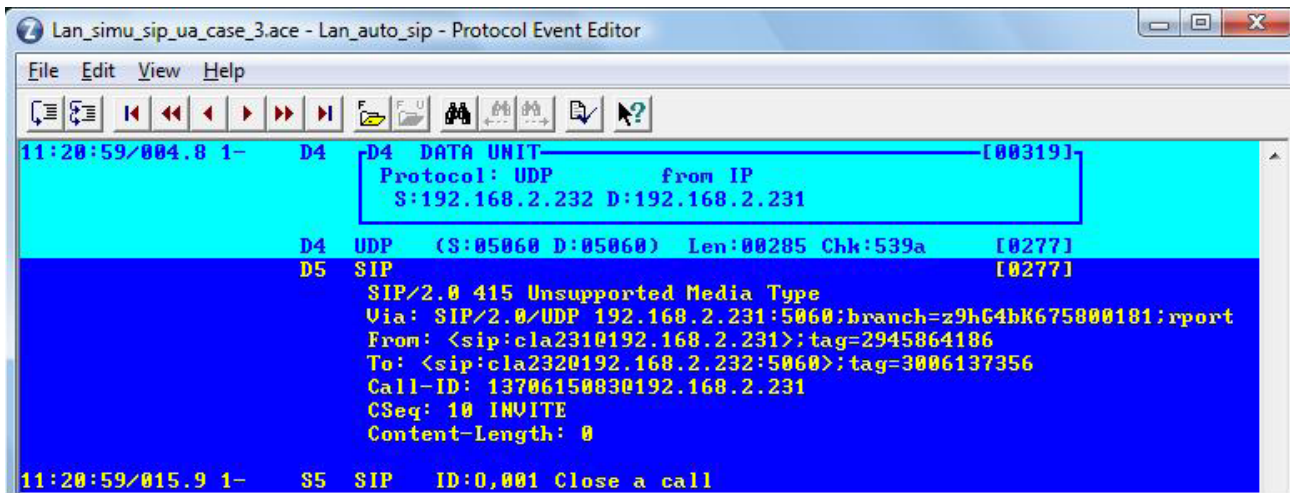 Lan_simu_sip_ua_case_3.ace - Lan_auto_sip - Protocol Event Editor
File Edit View Help
11:20:59/004.8 1- D4 D4 DATA UNIT [00319]
Protocol: UDP from IP
S:192.168.2.232 D:192.168.2.231
D4 UDP (S:05060 D:05060) Len:00285 Chk:539a [0277]
D5 SIP [0277]
SIP/2.0 415 Unsupported Media Type
Via: SIP/2.0/UDP 192.168.2.231:5060;branch=z9hG4bK675800181;rport
From: <sip:cla231@192.168.2.231>;tag=2945864186
To: <sip:cla232@192.168.2.232:5060>;tag=3006137356
Call-ID: 1370615083@192.168.2.231
CSeq: 10 INVITE
Content-Length: 0
11:20:59/015.9 1- S5 SIP ID:O,001 Close a call